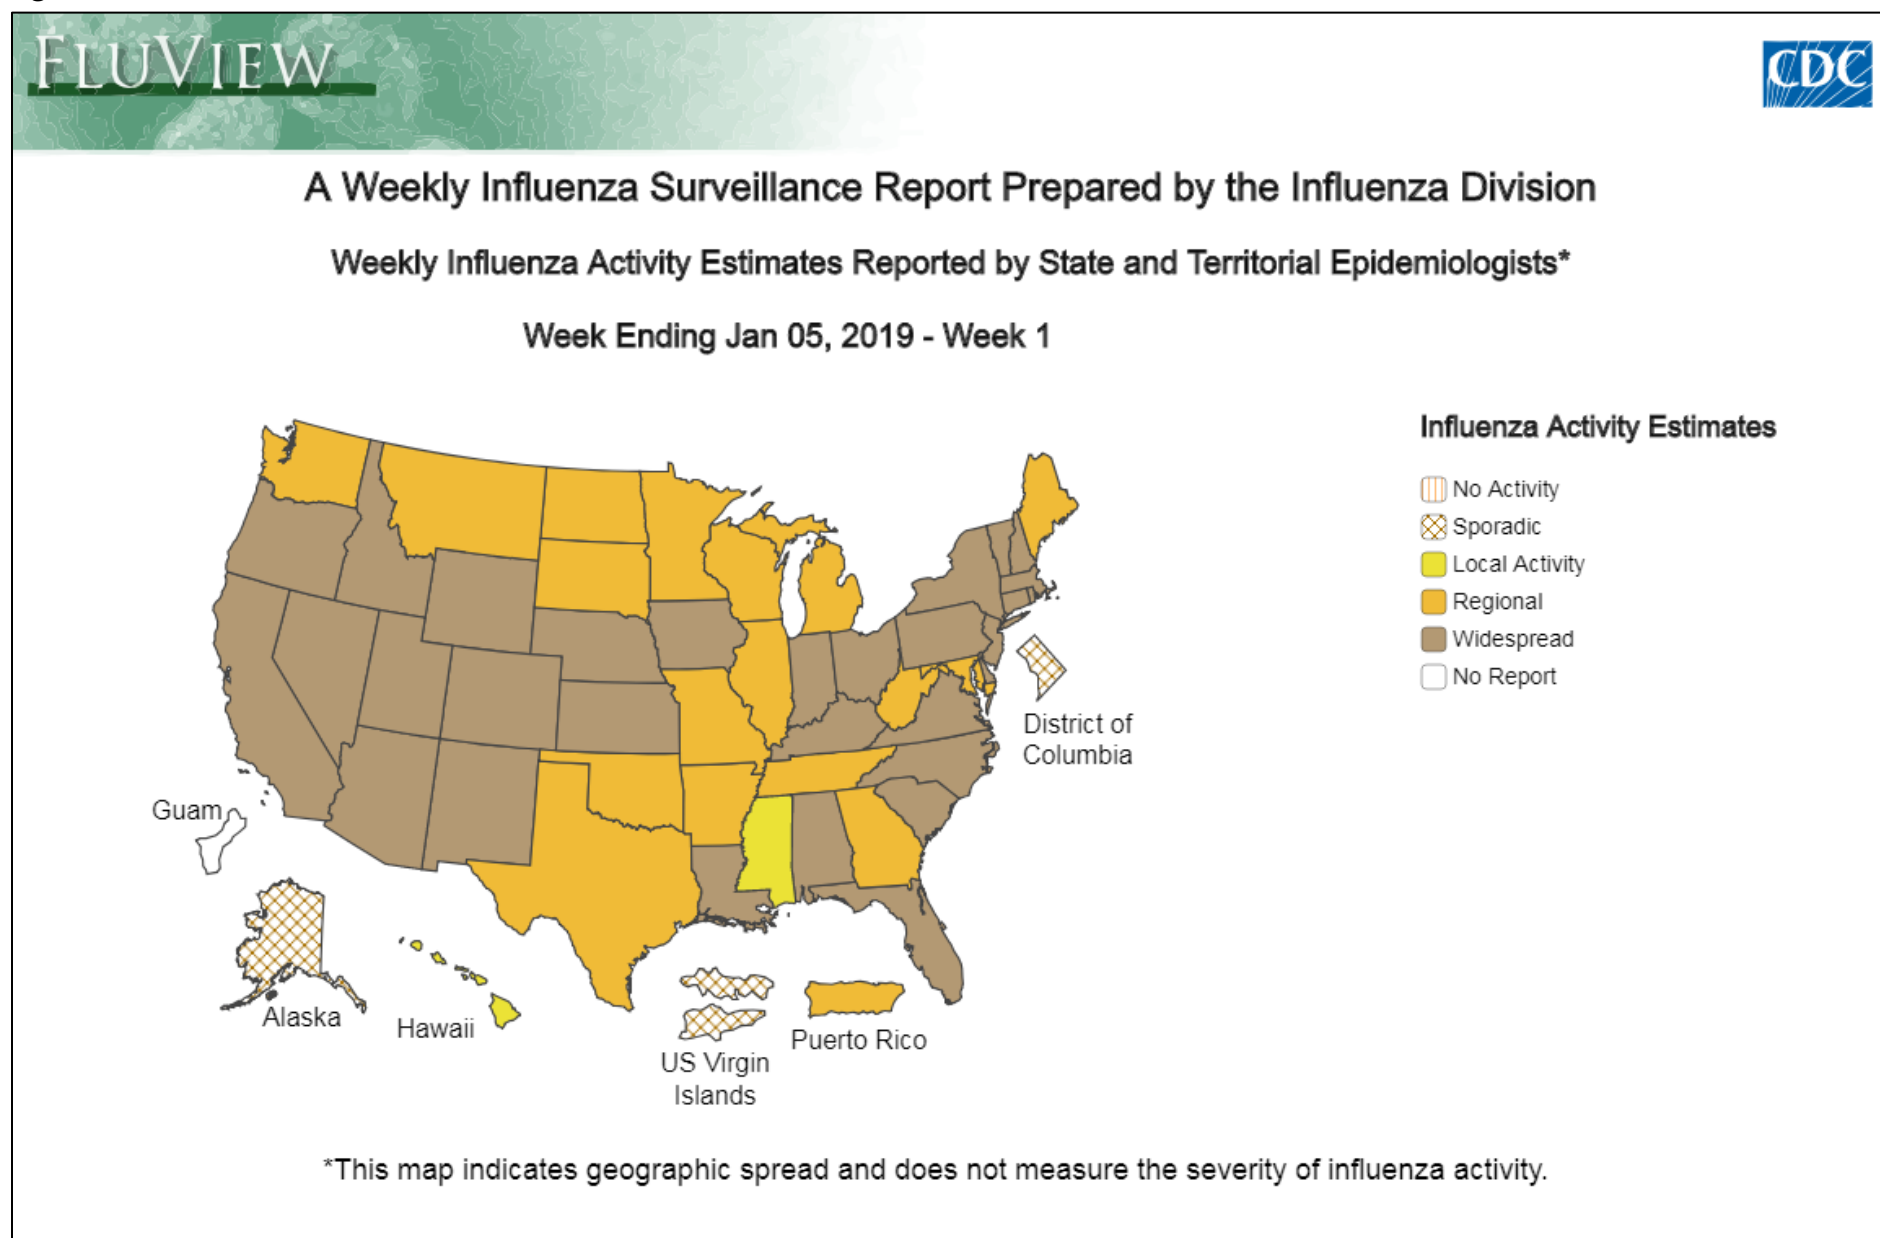 FLUVIEW
CDC
A Weekly Influenza Surveillance Report Prepared by the Influenza Division
Weekly Influenza Activity Estimates Reported by State and Territorial Epidemiologists*
Week Ending Jan 05, 2019 - Week 1
Influenza Activity Estimates
No Activity
Sporadic
Local Activity
Regional
Widespread
No Report
District of
Columbia
Guam
Alaska
Hawaii
US Virgin
Islands
Puerto Rico
*This map indicates geographic spread and does not measure the severity of influenza activity.